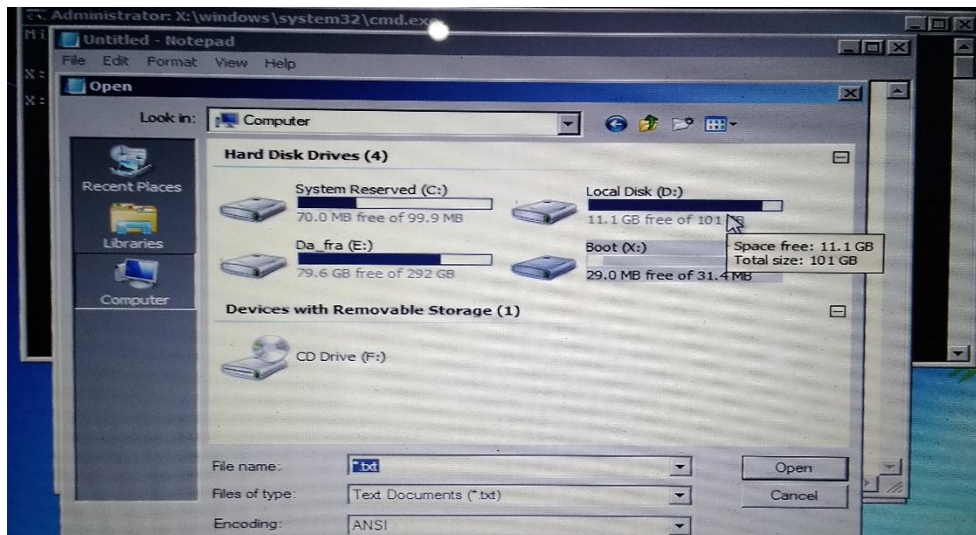 Administrator: X:\windows\system32\cmd.exe
Mi
Untitled - Notepad
File Edit Format View Help
X:
Open
X:
Look in: Computer
Hard Disk Drives (4)
Recent Places
System Reserved (C:)
70.0 MB free of 99.9 MB
Local Disk (D:)
11.1 GB free of 101 GB
Libraries
Da_fra (E:)
79.6 GB free of 292 GB
Boot (X:)
29.0 MB free of 31.4 MB
Space free: 11.1 GB
Total size: 101 GB
Computer
Devices with Removable Storage (1)
CD Drive (F:)
File name: *.txt
Open
Files of type: Text Documents (*.txt)
Cancel
Encoding: ANSI